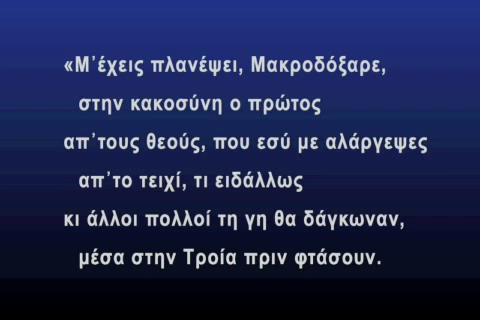 «Μ᾽έχεις πλανέψει, Μακροδόξαρε,
στην κακοσύνη ο πρώτος
απ᾽τους θεούς, που εσύ με αλάργεψες
απ᾽το τειχί, τι ειδάλλως
κι άλλοι πολλοί τη γη θα δάγκωναν,
μέσα στην Τροία πριν φτάσουν.